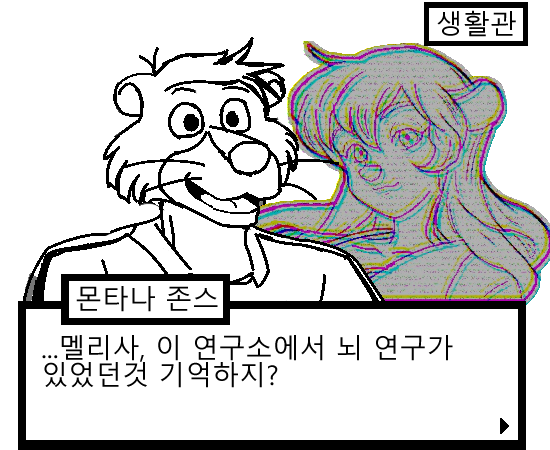 생활관
몬타나 존스
...멜리사, 이 연구소에서 뇌 연구가
있었던것 기억하지?